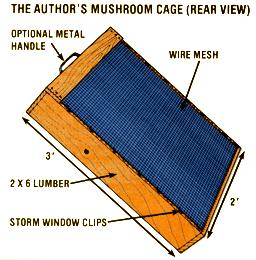 THE AUTHOR'S MUSHROOM CAGE (REAR VIEW)
OPTIONAL METAL
HANDLE
WIRE MESH
3'
2 X 6 LUMBER
2'
STORM WINDOW CLIPS